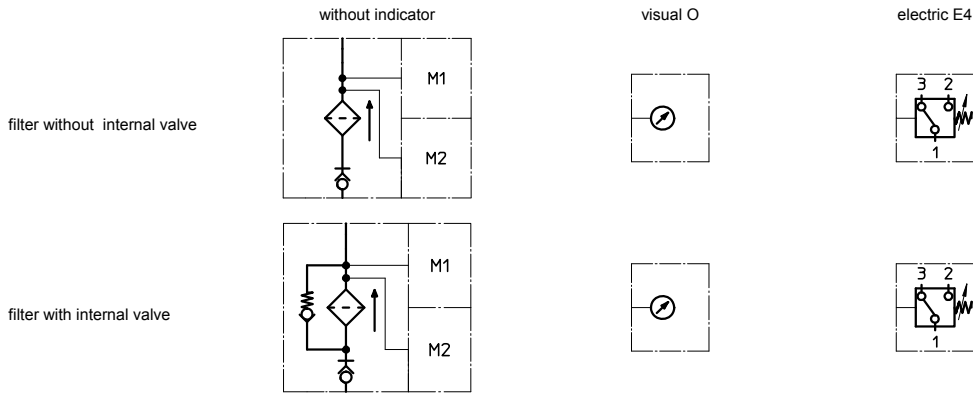 without indicator visual O electric E4
M1
3 2
filter without internal valve
M2
1
M1
3 2
filter with internal valve
M2
1